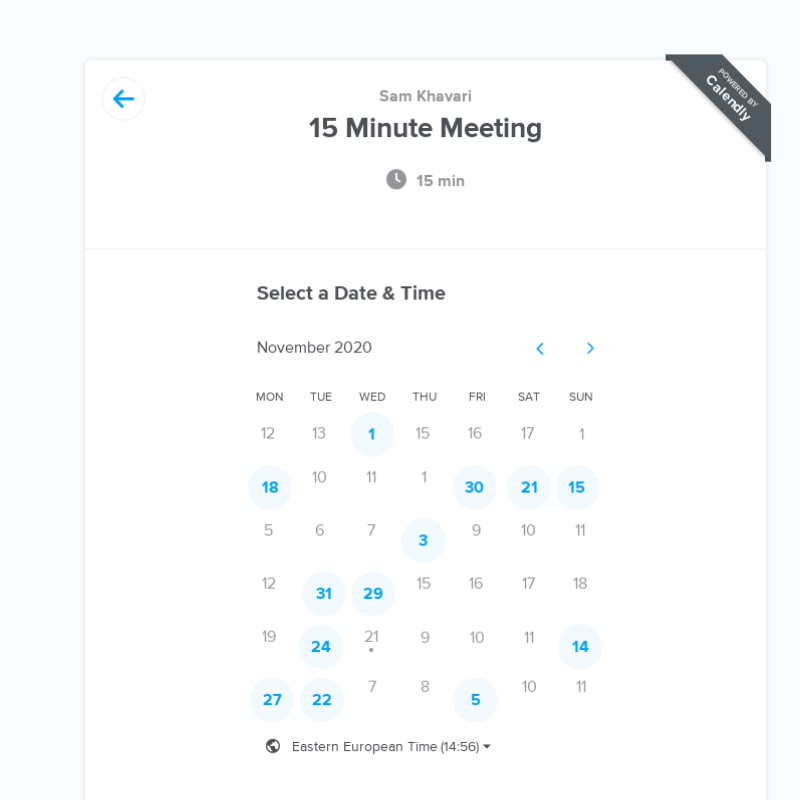 POWERED BY
Calendly
Sam Khavari
15 Minute Meeting
15 min
Select a Date & Time
November 2020
MON TUE WED THU FRI SAT SUN
12 13 1 15 16 17 1
18 10 11 1 30 21 15
5 6 7 3 9 10 11
12 31 29 15 16 17 18
19 24 21 9 10 11 14
27 22 7 8 5 10 11
Eastern European Time (14:56)